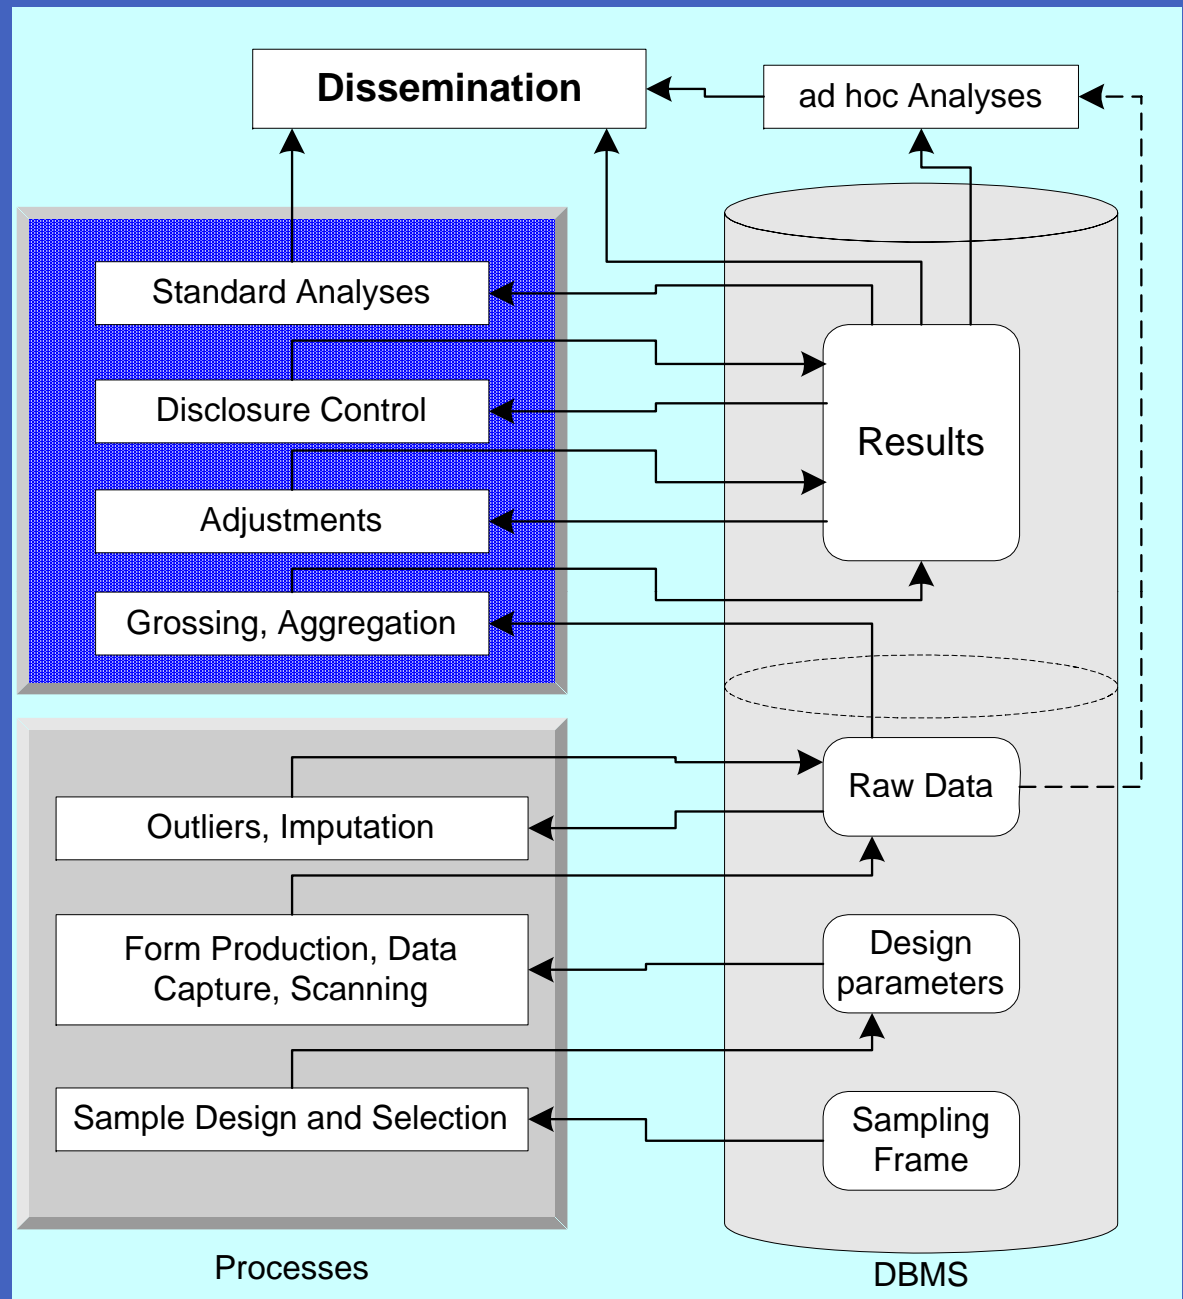 Dissemination
ad hoc Analyses
Standard Analyses
Disclosure Control
Results
Adjustments
Grossing, Aggregation
Raw Data
Outliers, Imputation
Form Production, Data
Capture, Scanning
Design
parameters
Sample Design and Selection
Sampling
Frame
Processes
DBMS